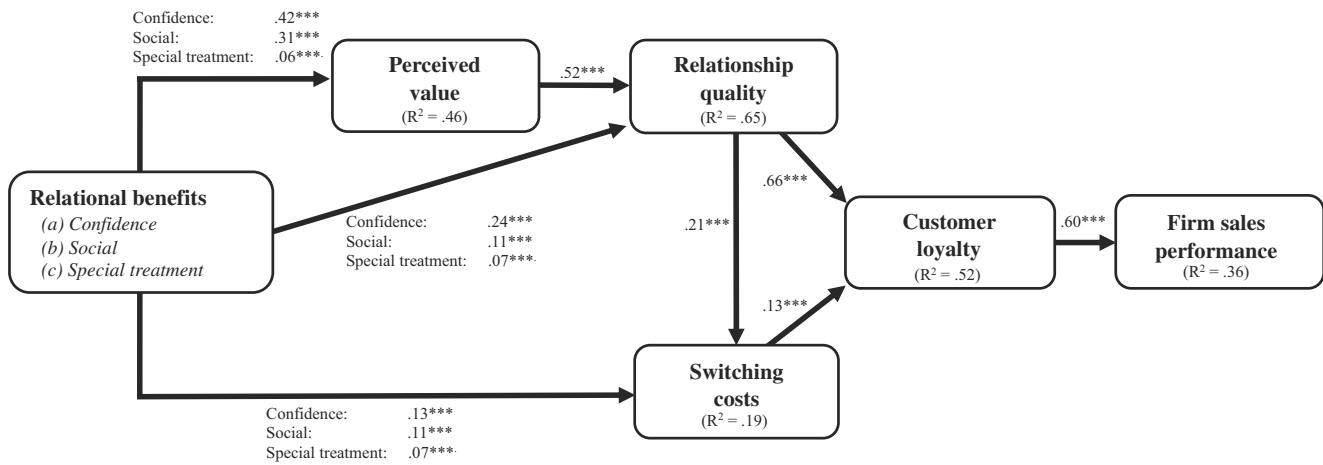 Confidence: .42***
Social: .31***
Special treatment: .06***.
Perceived
value
(R² = .46)
.52***
Relationship
quality
(R² = .65)
Relational benefits
(a) Confidence
(b) Social
(c) Special treatment
Confidence: .24***
Social: .11***
Special treatment: .07***.
.21***
.66***
Customer
loyalty
(R² = .52)
.60***
Firm sales
performance
(R² = .36)
.13***
Switching
costs
(R² = .19)
Confidence: .13***
Social: .11***
Special treatment: .07***.